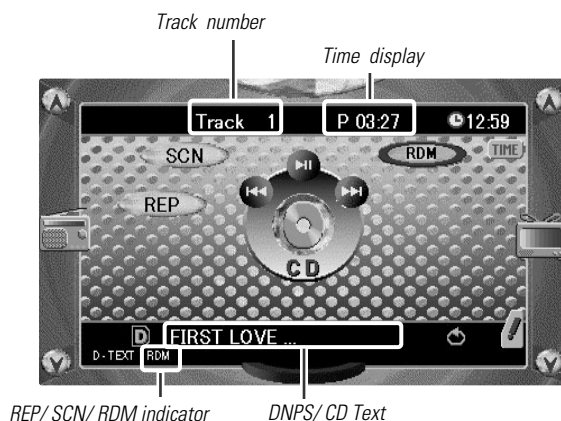 Track number
Time display
Track 1 P 03:27 12:59
SCN RDM TIME
REP
CD
D FIRST LOVE ...
D-TEXT RDM
REP/ SCN/ RDM indicator DNPS/ CD Text